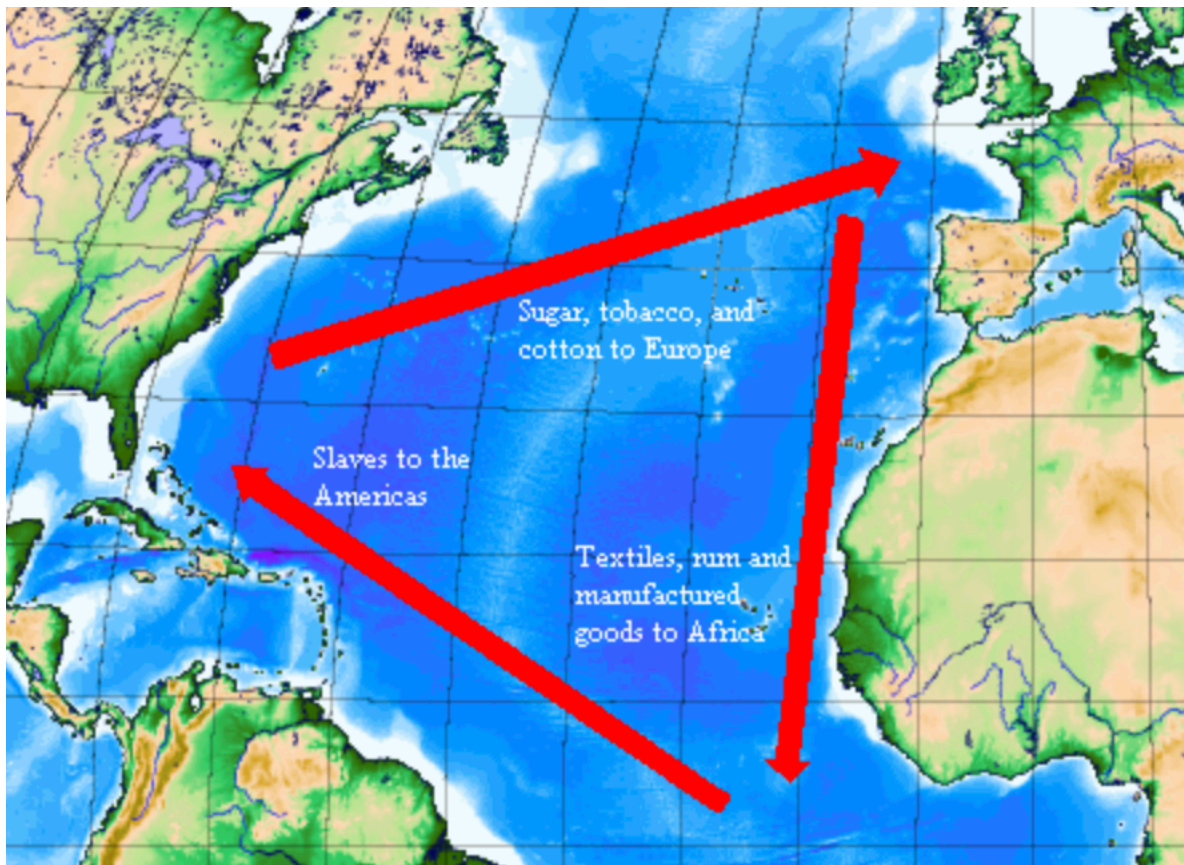 Sugar, tobacco, and
cotton to Europe
Slaves to the
Americas
Textiles, rum and
manufactured
goods to Africa